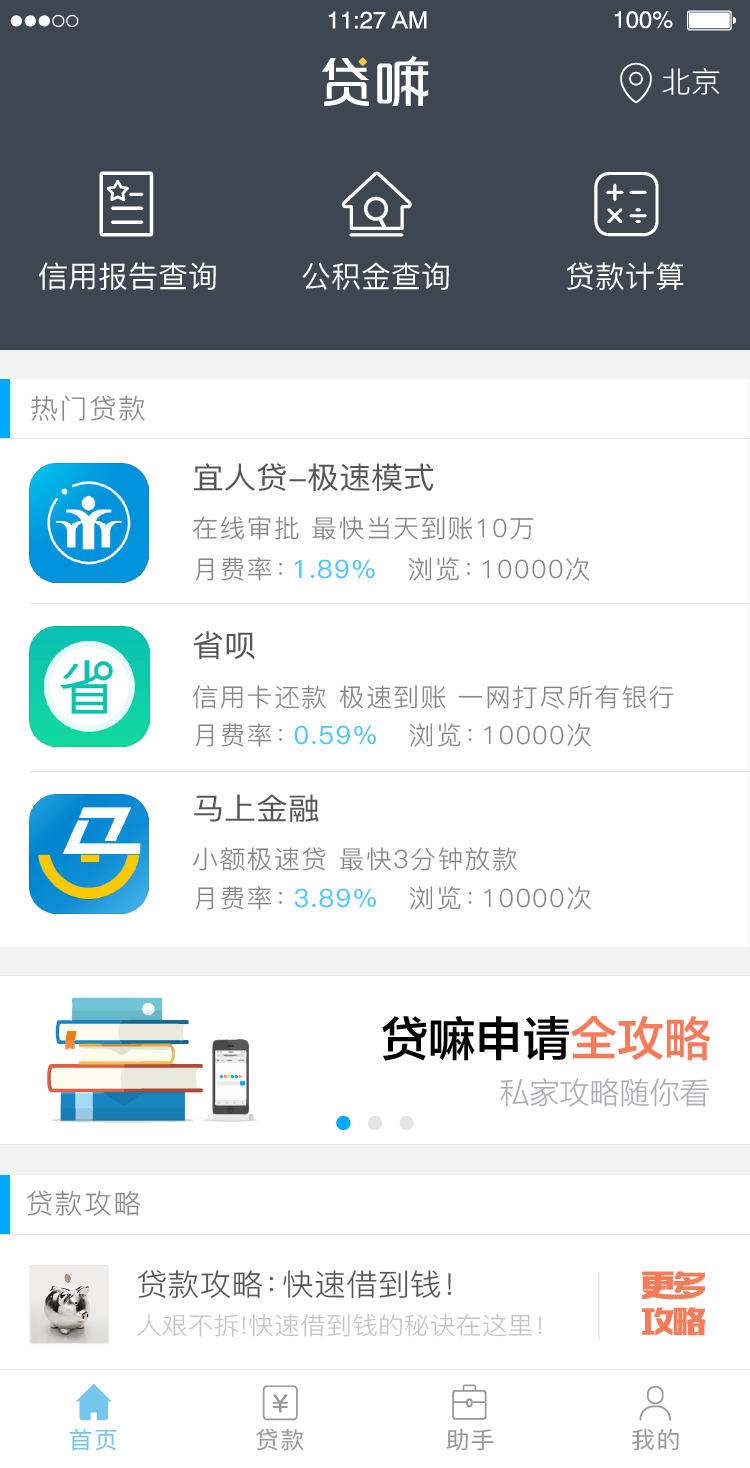 11:27 AM
100%
贷嘛
北京
信用报告查询
公积金查询
贷款计算
热门贷款
宜人贷–极速模式
在线审批 最快当天到账10万
月费率：1.89% 浏览：10000次
省
省呗
信用卡还款 极速到账 一网打尽所有银行
月费率：0.59% 浏览：10000次
马上金融
小额极速贷 最快3分钟放款
月费率：3.89% 浏览：10000次
贷嘛申请全攻略
私家攻略随你看
贷款攻略
贷款攻略：快速借到钱！
人艰不拆!快速借到钱的秘诀在这里！
更多
攻略
首页
贷款
助手
我的